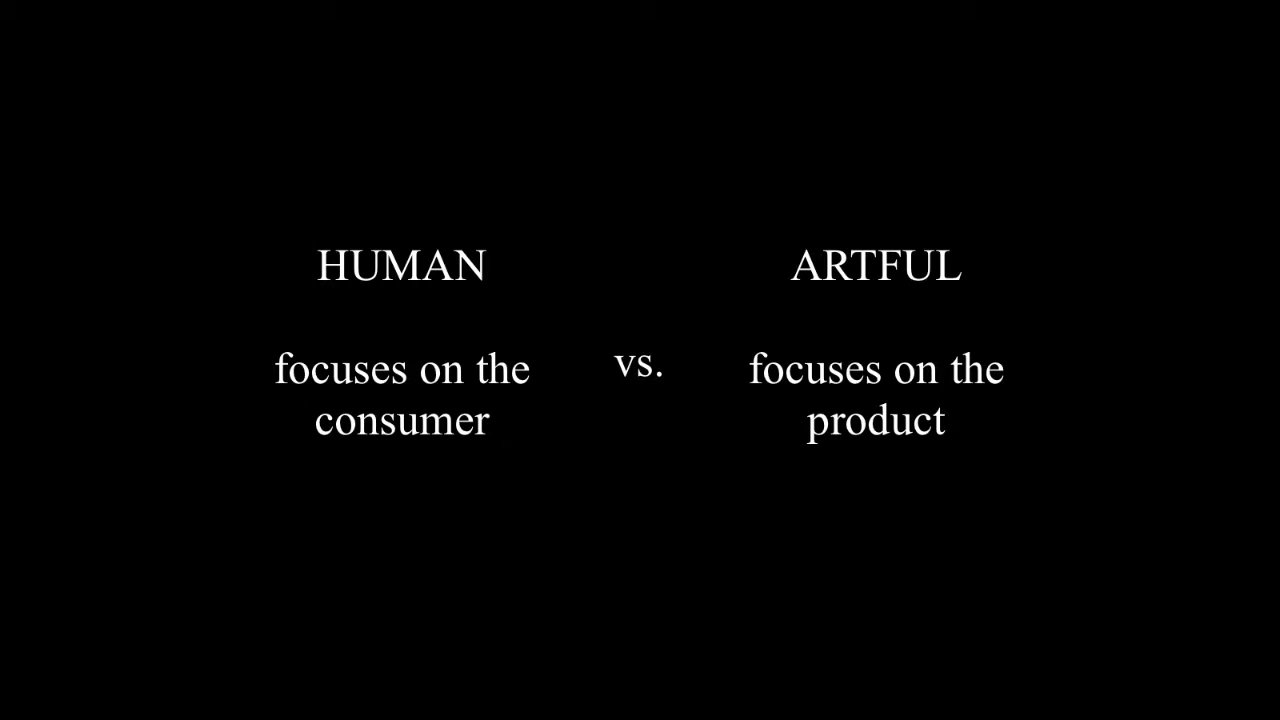 HUMAN
focuses on the
consumer
vs.
ARTFUL
focuses on the
product